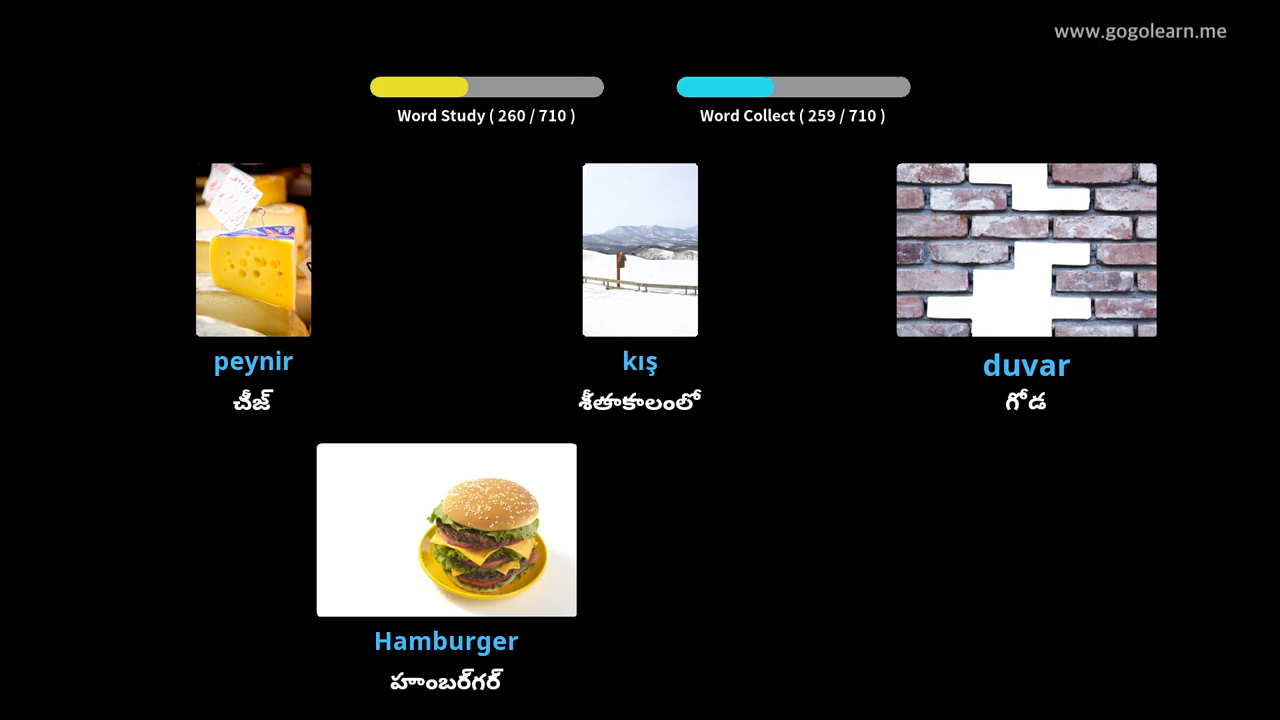 www.gogolearn.me
Word Study ( 260 / 710 )
Word Collect ( 259 / 710 )
peynir
kış
duvar
చీజ్
శీతాకాలంలో
గోడ
Hamburger
హాంబర్గర్